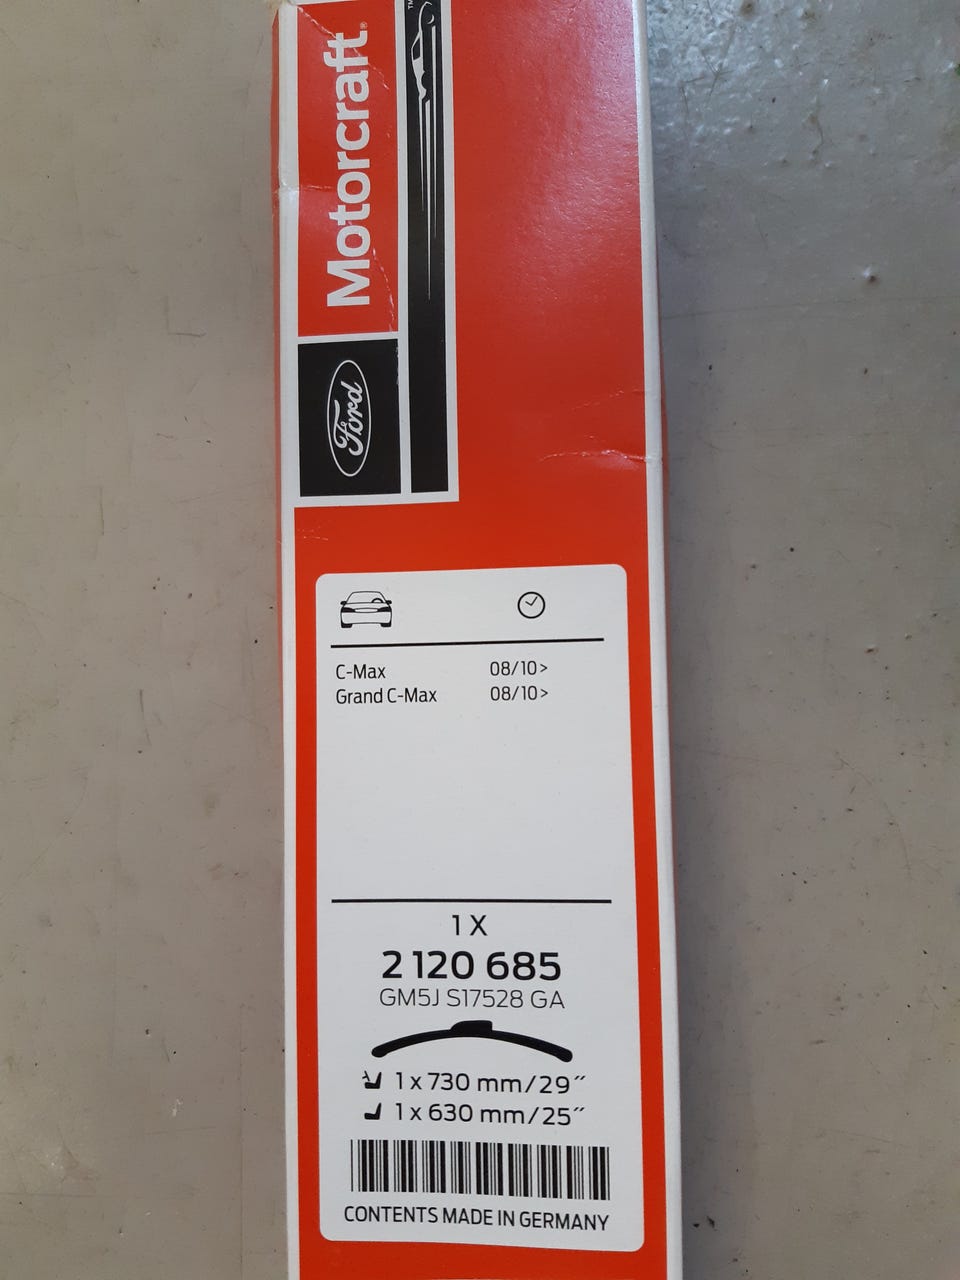 Motorcraft®
TM
Ford
C-Max 08/10>
Grand C-Max 08/10>
1 X
2 120 685
GM5J S17528 GA
1 x 730 mm/29″
1 x 630 mm/25″
CONTENTS MADE IN GERMANY